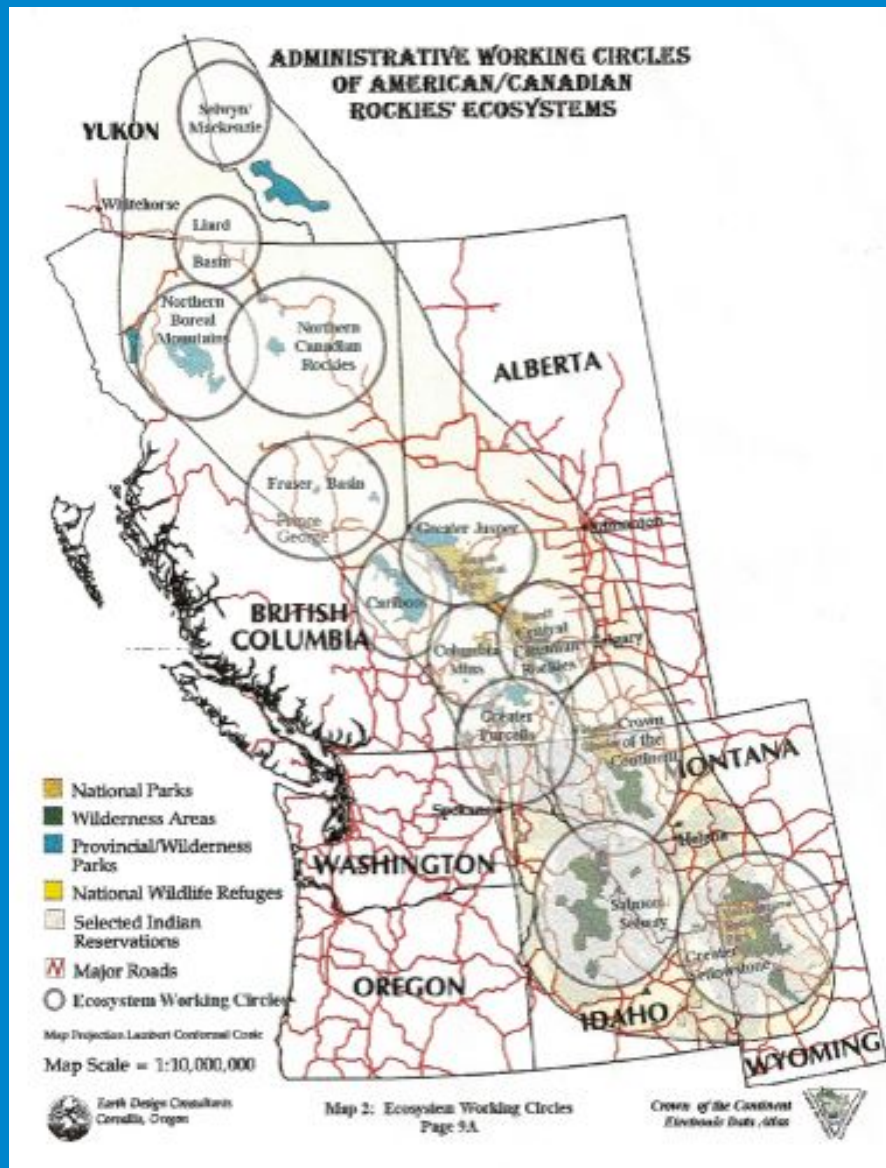 ADMINISTRATIVE WORKING CIRCLES
OF AMERICAN/CANADIAN
ROCKIES' ECOSYSTEMS
Selwyn/
Mackenzie
YUKON
Whitehorse
Liard
Basin
Northern
Boreal
Mountains
Northern
Canadian
Rockies
ALBERTA
Fraser Basin
Prince
George
Greater Jasper
Edmonton
Cariboos
BRITISH
COLUMBIA
Columbia
Mtns
Banff
Central
Canadian
Rockies
Calgary
Greater
Purcells
Crown
of the
Continent
MONTANA
Spokane
Helena
WASHINGTON
Salmon
Selway
Greater
Yellowstone
OREGON
IDAHO
WYOMING
National Parks
Wilderness Areas
Provincial/Wilderness
Parks
National Wildlife Refuges
Selected Indian
Reservations
Major Roads
Ecosystem Working Circles
Map Projection Lambert Conformal Conic
Map Scale = 1:10,000,000
Earth Design Consultants
Corvallis, Oregon
Map 2: Ecosystem Working Circles
Page 9A
Crown of the Continent
Electronic Data Atlas